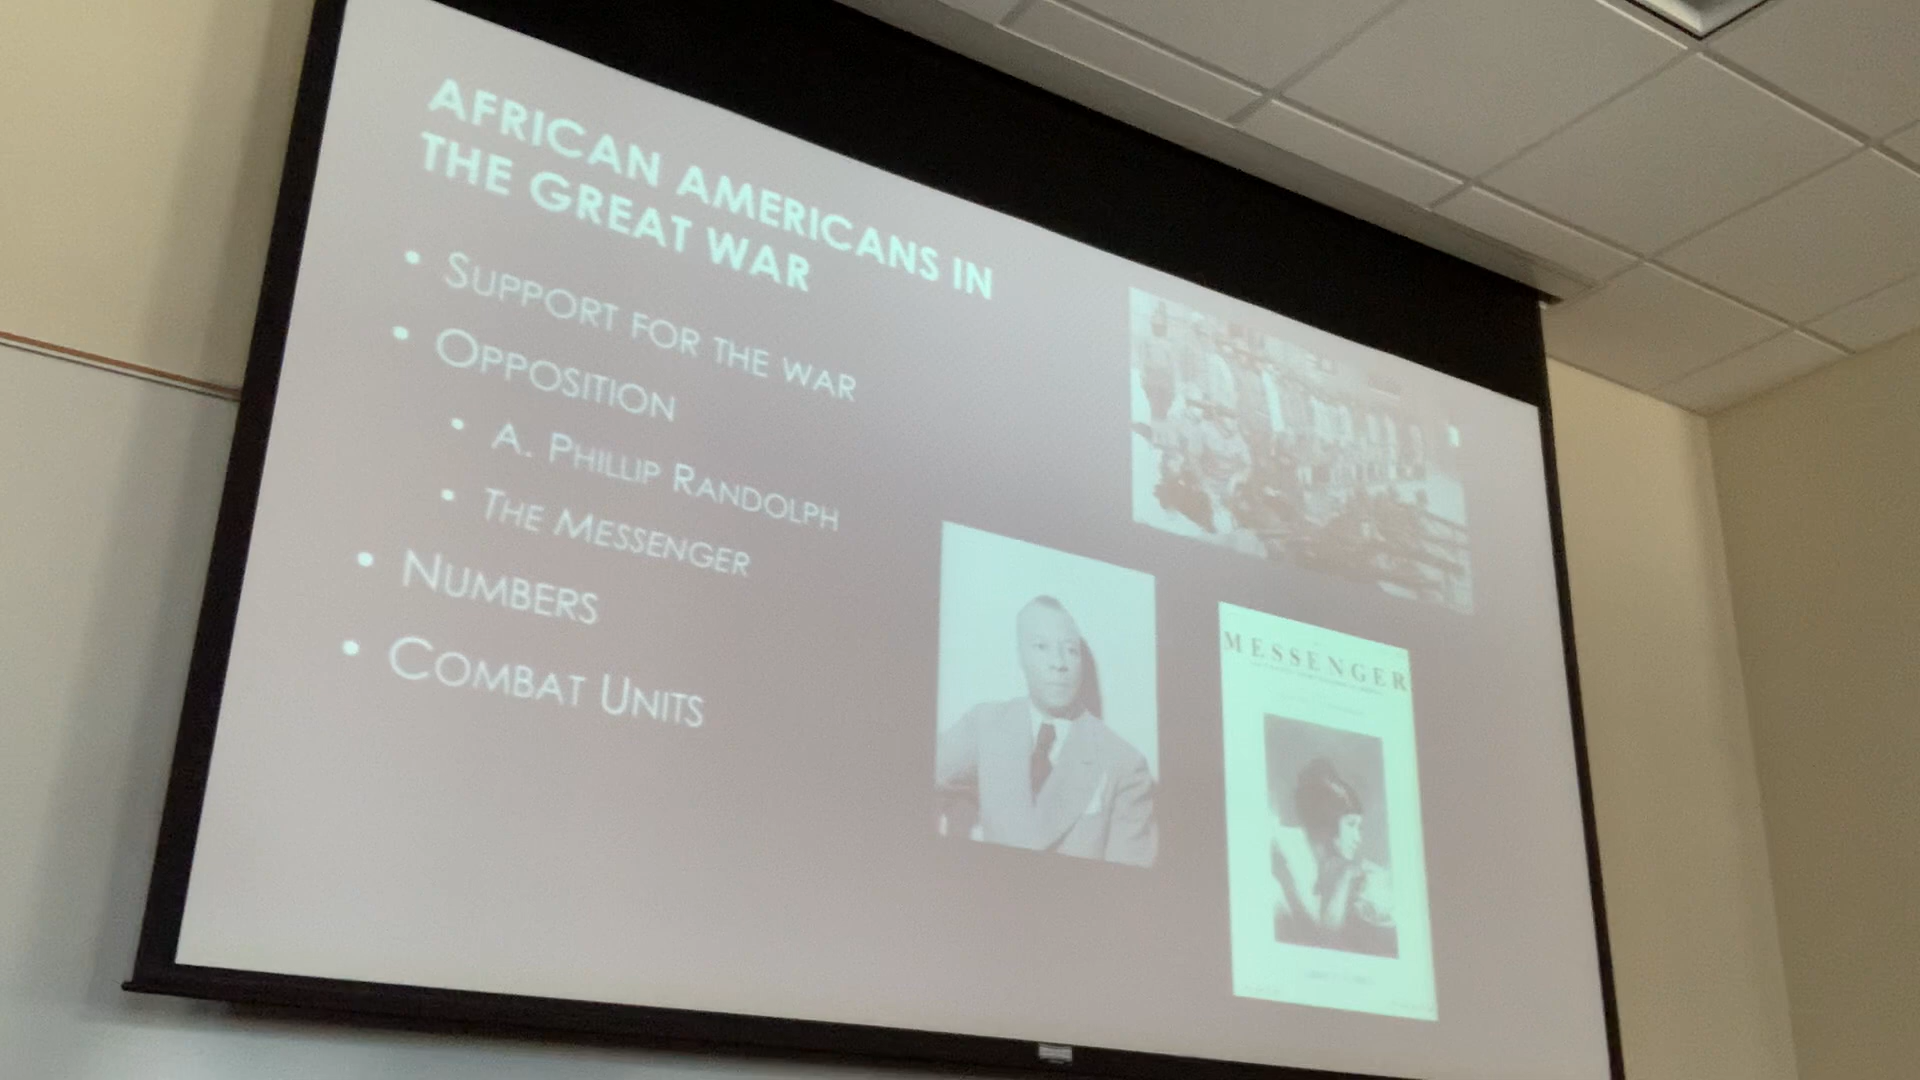 AFRICAN AMERICANS IN
THE GREAT WAR
• SUPPORT FOR THE WAR
• OPPOSITION
• A. PHILLIP RANDOLPH
• THE MESSENGER
• NUMBERS
• COMBAT UNITS
MESSENGER